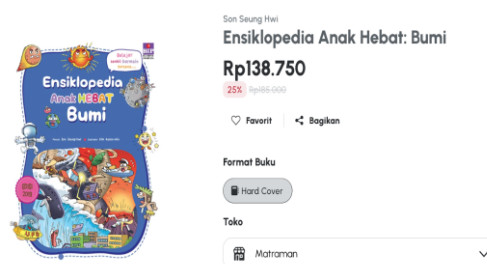 Son Seung Hwi
Ensiklopedia Anak Hebat: Bumi
Rp138.750
25% Rp185.000
Favorit
Bagikan
Format Buku
Hard Cover
Toko
Matraman
Ensiklopedia
Anak HEBAT
Bumi